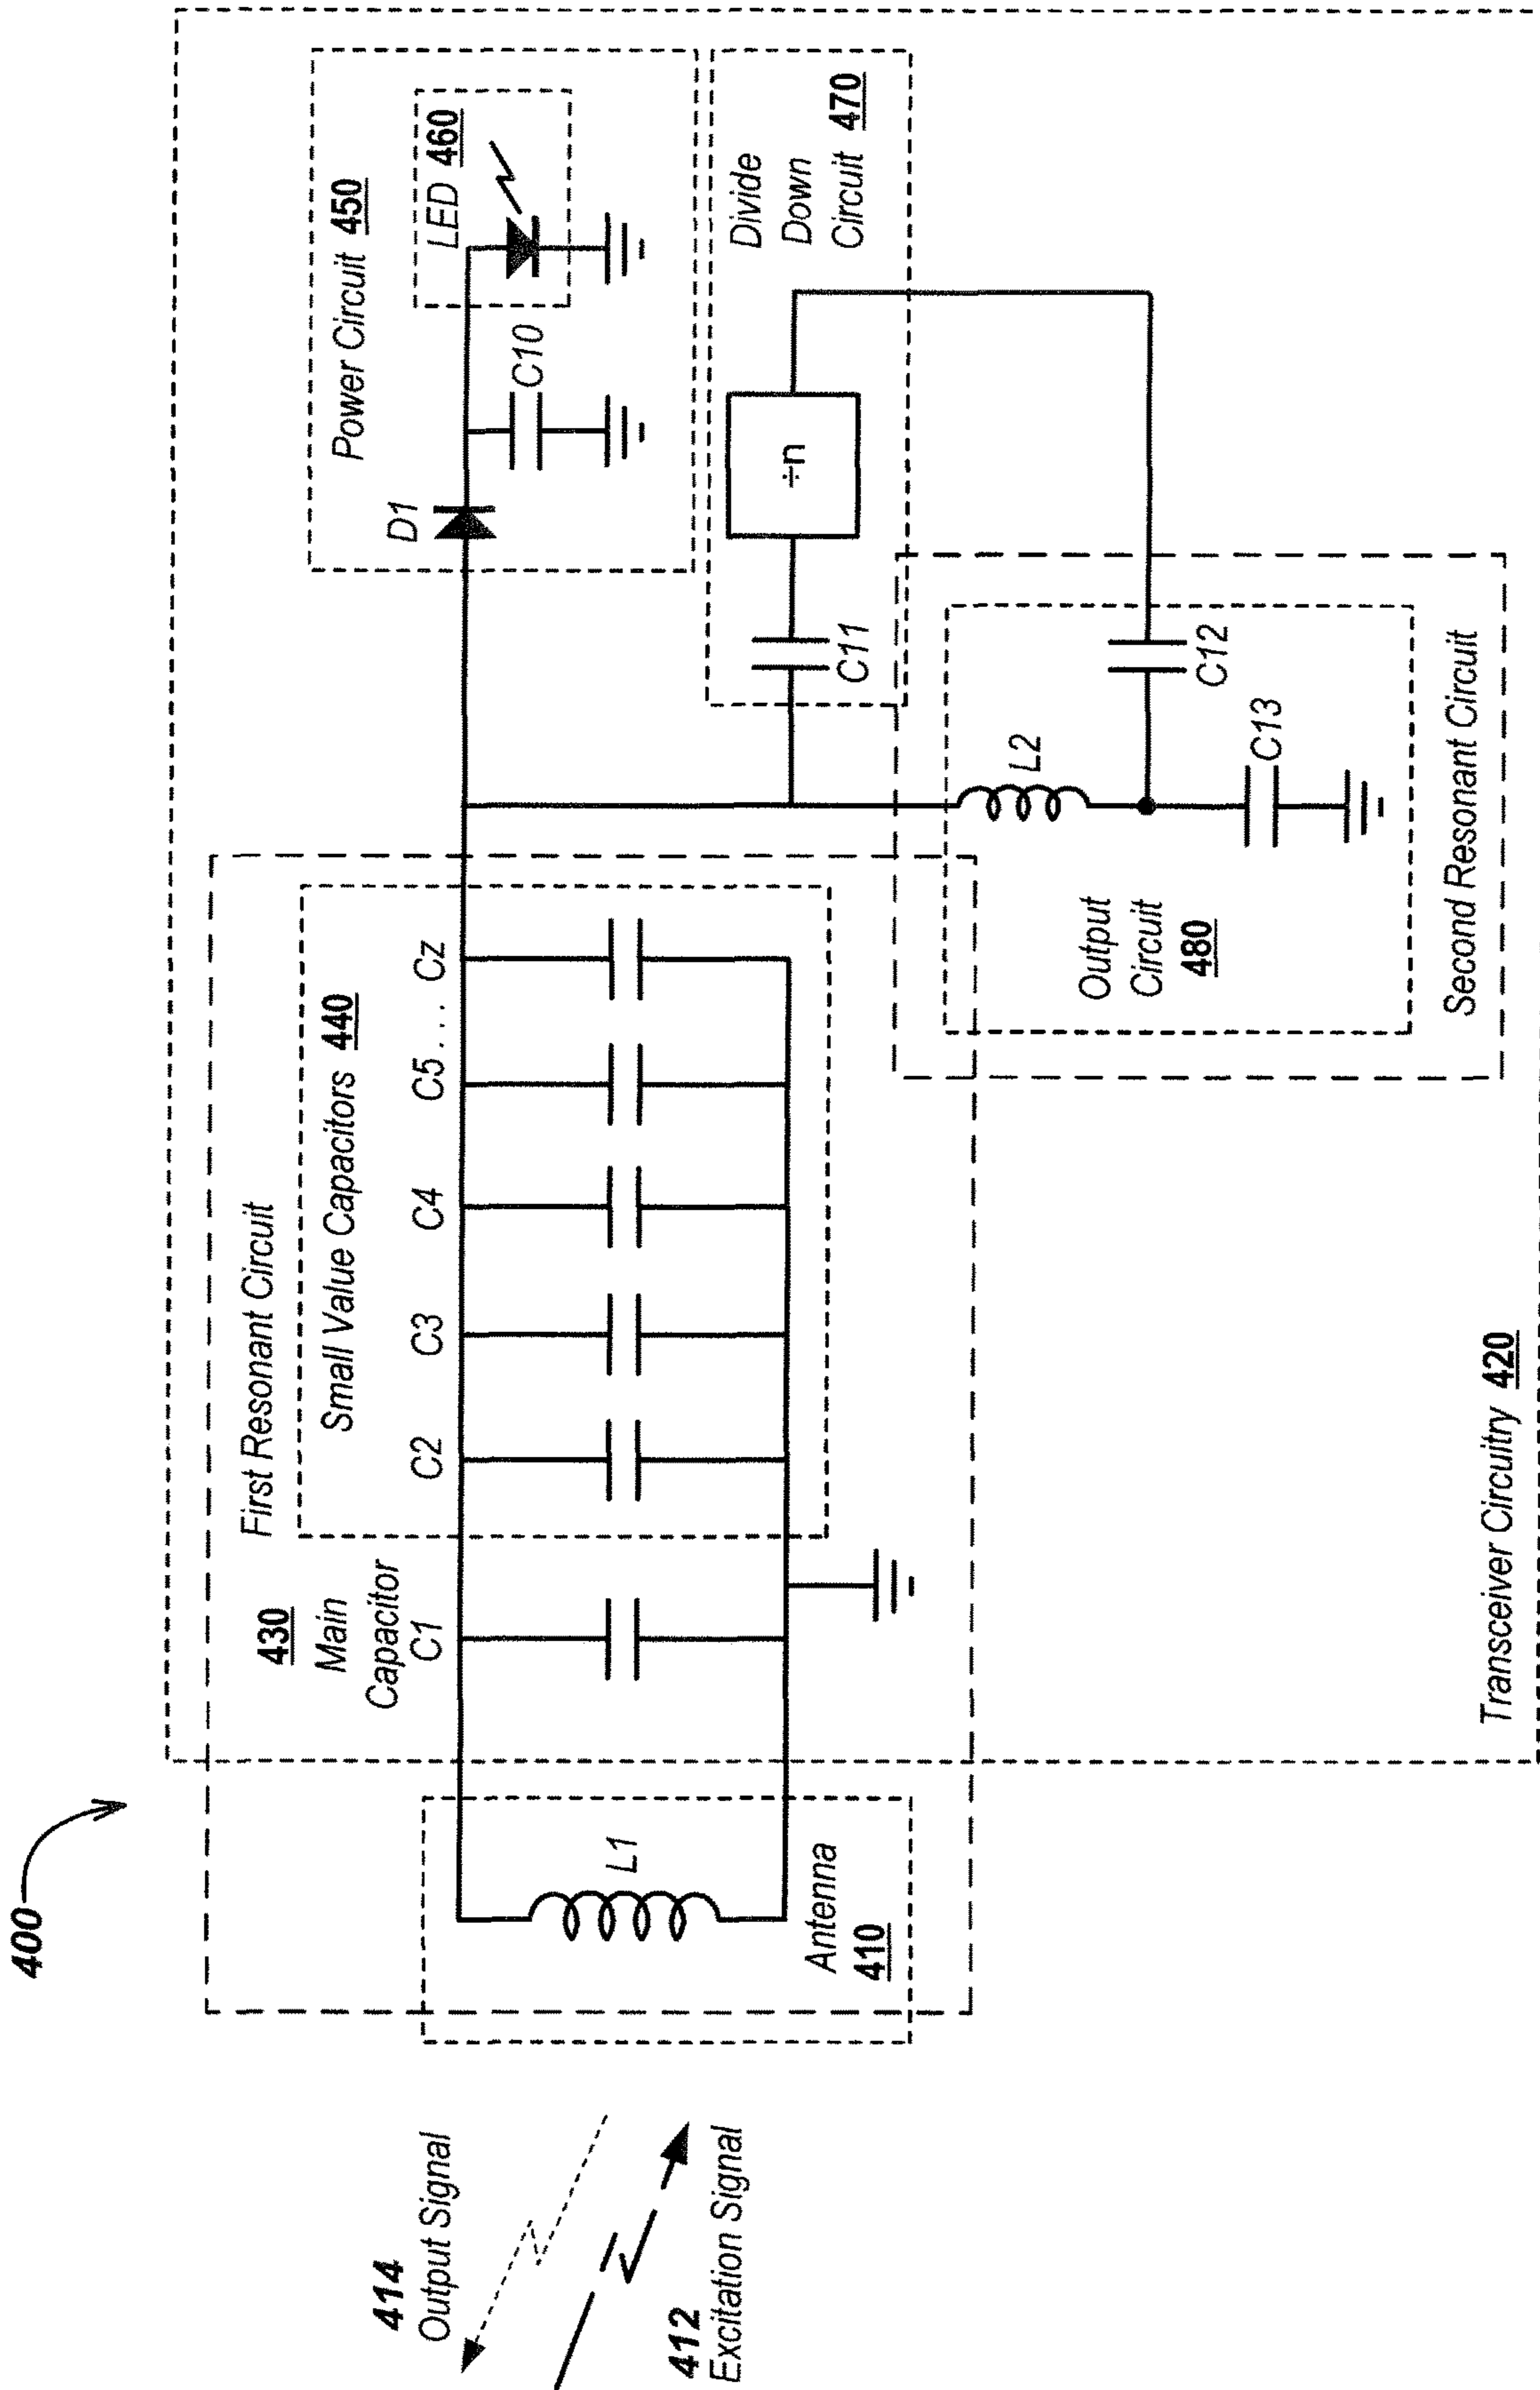 400
First Resonant Circuit
430
Main
Capacitor
C1
Small Value Capacitors 440
C2
C3
C4
C5 . . . Cz
Power Circuit 450
D1
C10
LED 460
Divide
Down
Circuit 470
÷n
C11
L2
C12
C13
Output
Circuit
480
Second Resonant Circuit
L1
Antenna
410
414
Output Signal
412
Excitation Signal
Transceiver Circuitry 420